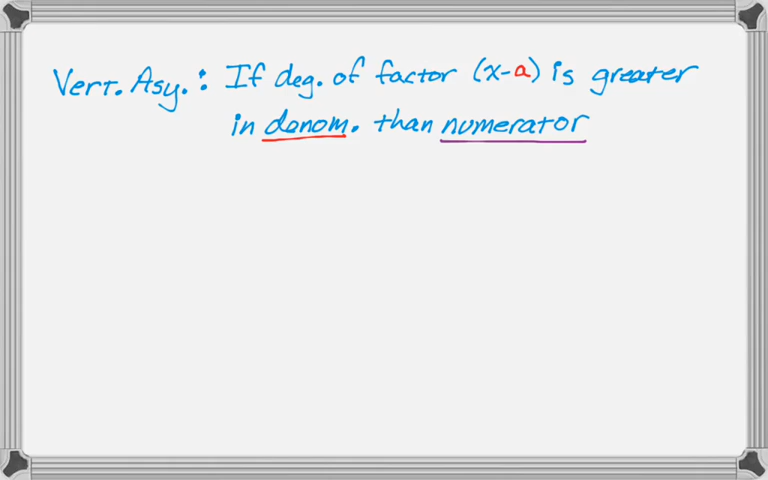 Vert. Asy.: If deg. of factor (x-a) is greater
in denom. than numerator